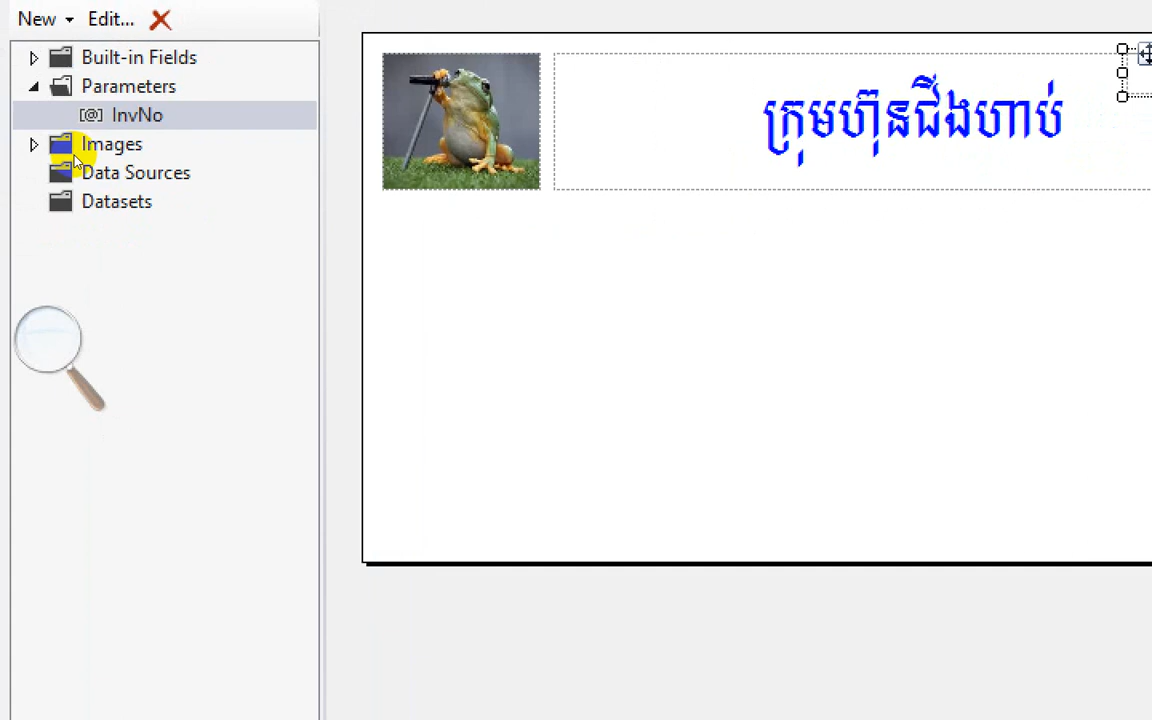 New Edit...
Built-in Fields
Parameters
[@] InvNo
Images
Data Sources
Datasets
ក្រុមហ៊ុនជឹងហាប់